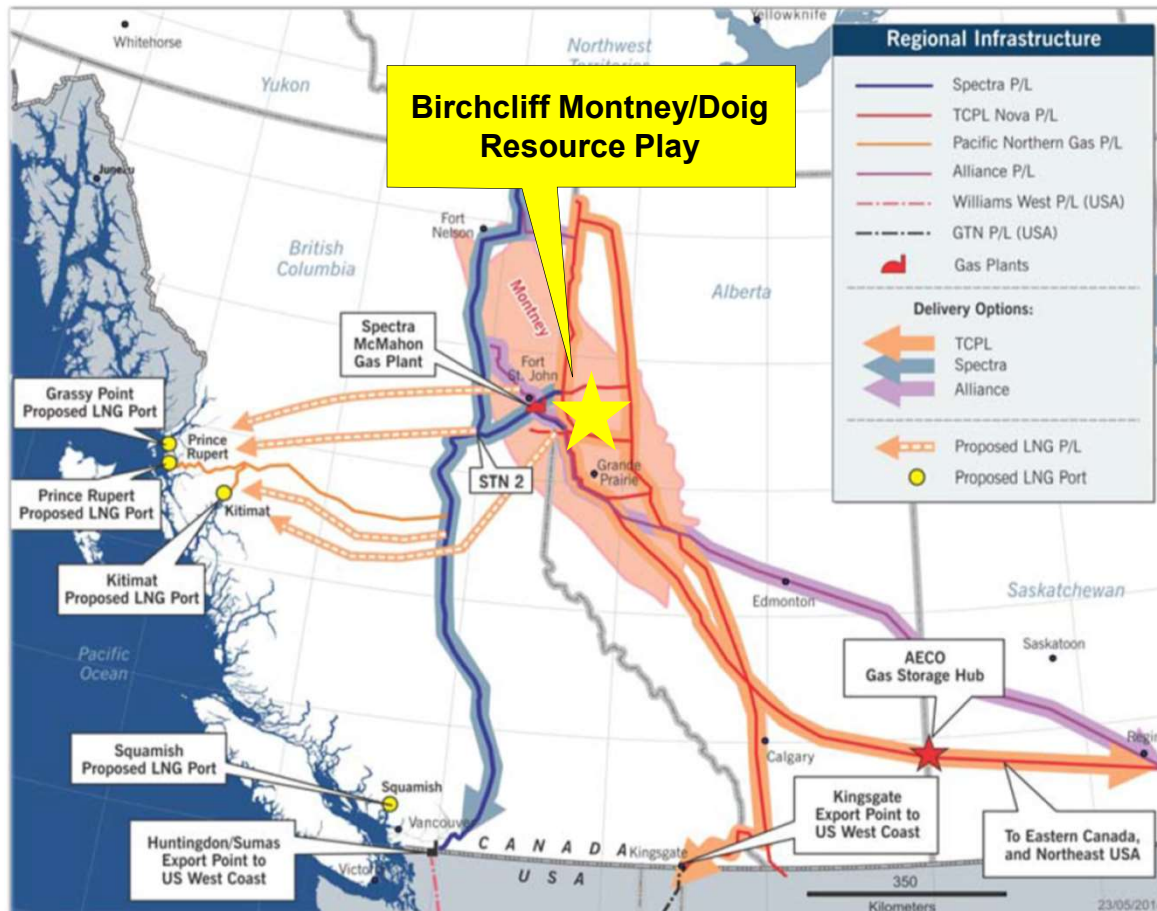 Yellowknife
Whitehorse
Northwest
Territories
Yukon
Birchcliff Montney/Doig
Resource Play
Regional Infrastructure
Spectra P/L
TCPL Nova P/L
Pacific Northern Gas P/L
Alliance P/L
Williams West P/L (USA)
GTN P/L (USA)
Gas Plants
Delivery Options:
TCPL
Spectra
Alliance
Proposed LNG P/L
Proposed LNG Port
Juneau
Fort
Nelson
British
Columbia
Montney
Alberta
Spectra
McMahon
Gas Plant
Fort
St. John
Grassy Point
Proposed LNG Port
Prince
Rupert
STN 2
Grande
Prairie
Prince Rupert
Proposed LNG Port
Kitimat
Kitimat
Proposed LNG Port
Edmonton
Saskatchewan
Saskatoon
AECO
Gas Storage Hub
Pacific
Ocean
Calgary
Squamish
Proposed LNG Port
Squamish
Vancouver
Kingsgate
Export Point to
US West Coast
To Eastern Canada,
and Northeast USA
Huntingdon/Sumas
Export Point to
US West Coast
CANADA
Kingsgate
USA
350
Kilometers